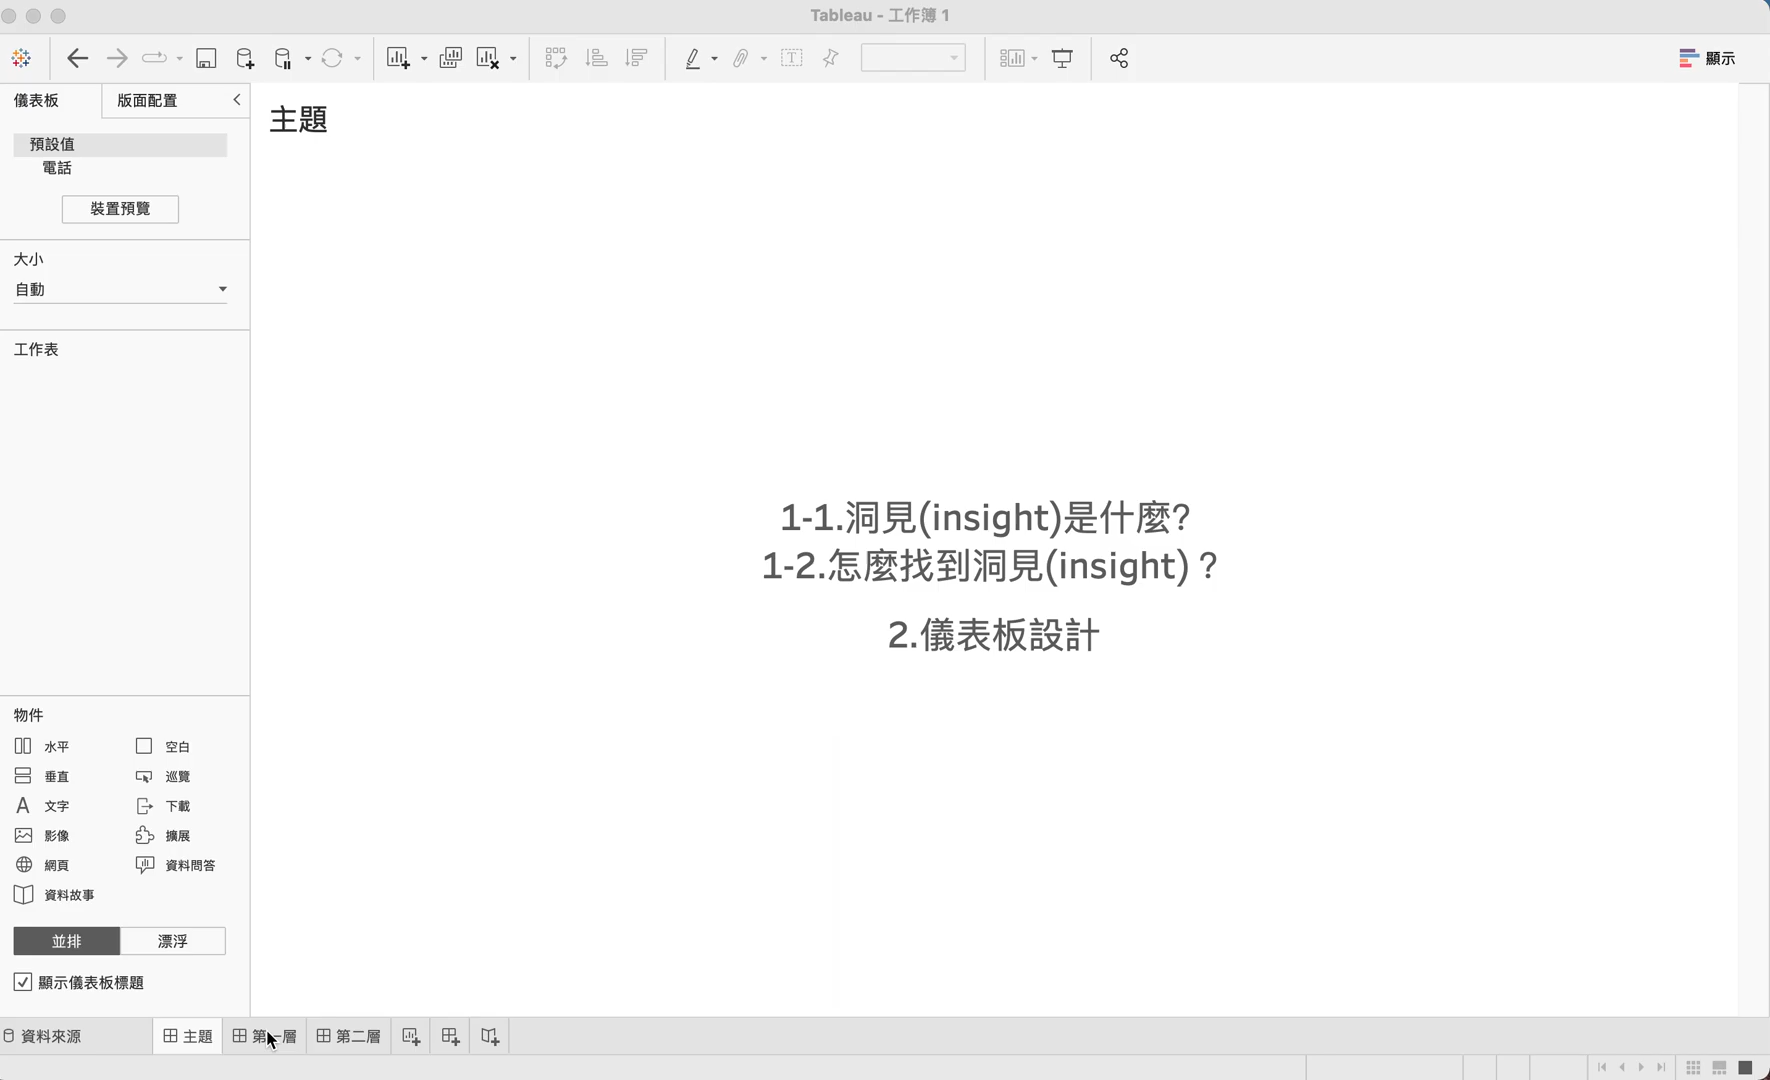 Tableau - 工作簿 1
顯示
儀表板
版面配置
預設值
電話
裝置預覽
大小
自動
工作表
主題
1-1.洞見(insight)是什麼?
1-2.怎麼找到洞見(insight)？
2.儀表板設計
物件
水平
空白
垂直
巡覽
文字
下載
影像
擴展
網頁
資料問答
資料故事
並排
漂浮
顯示儀表板標題
資料來源
主題
第一層
第二層